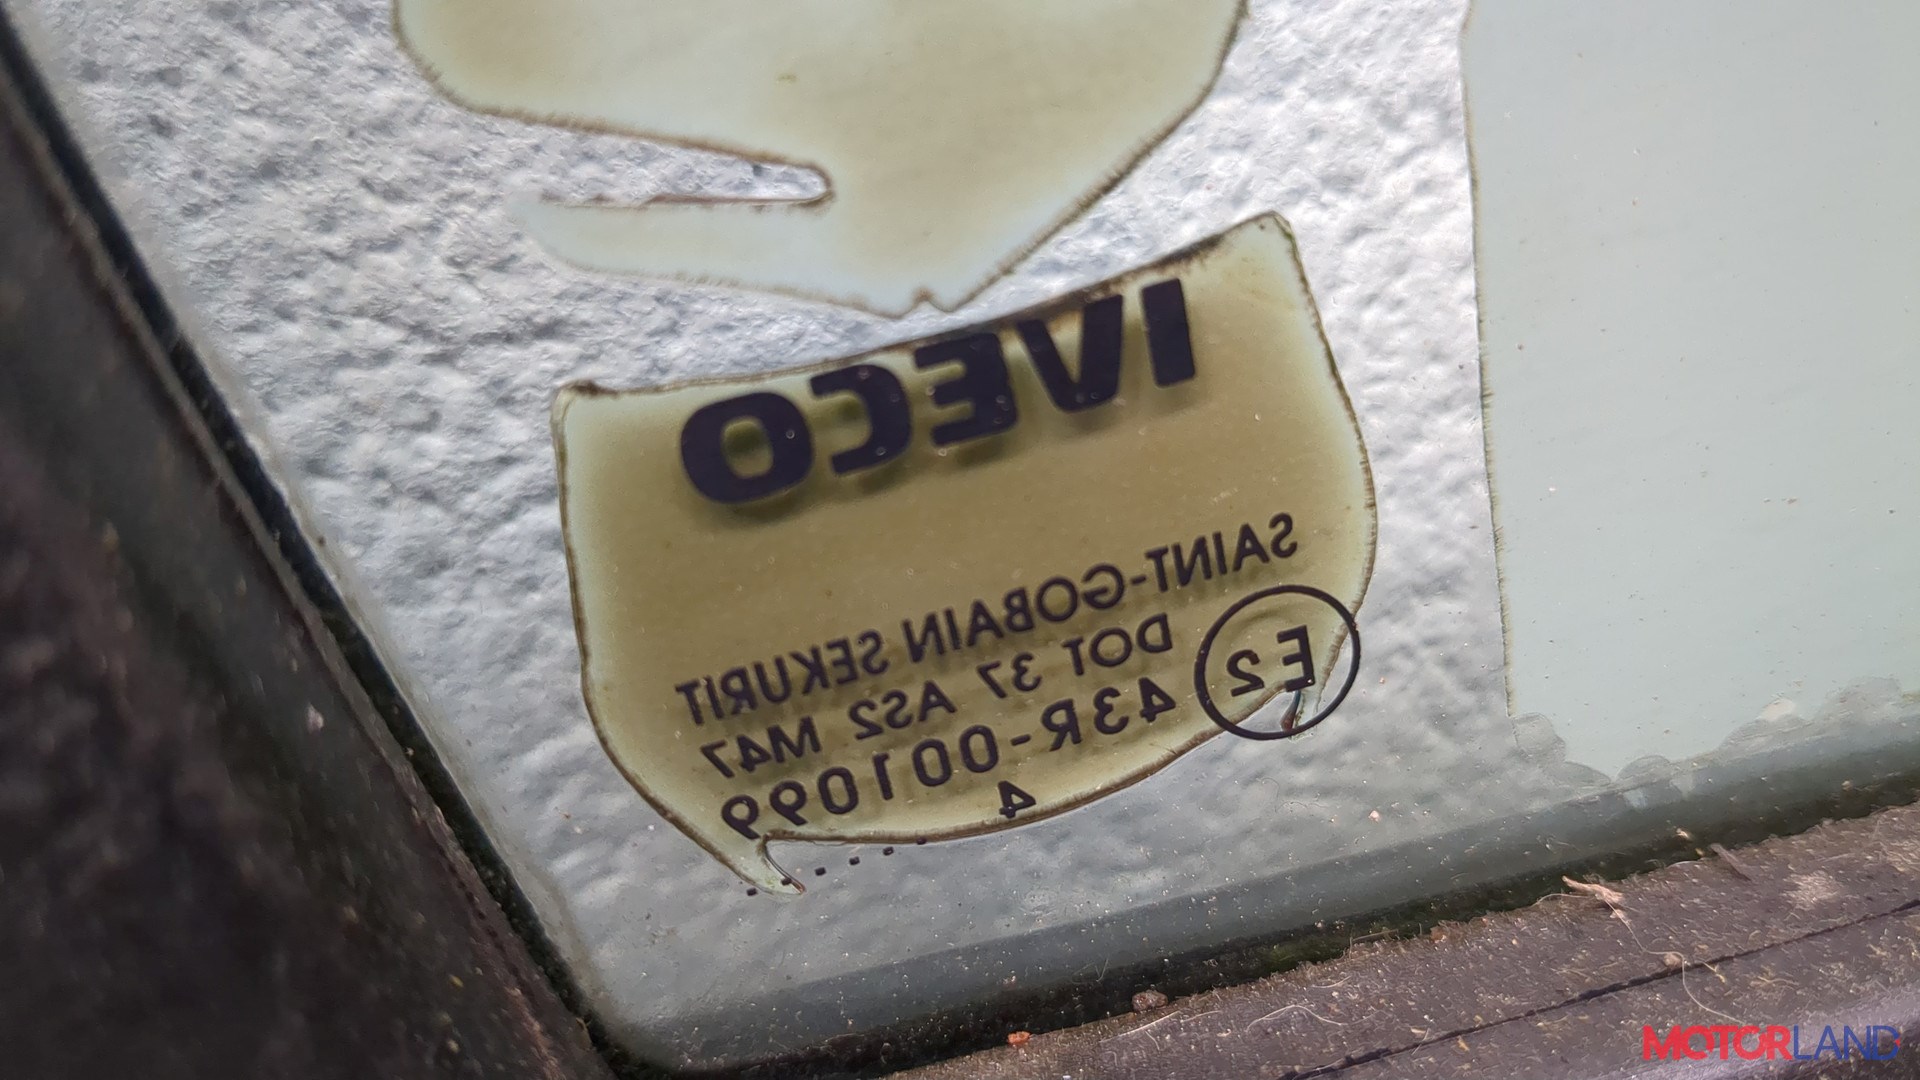 IVECO
SAINT-GOBAIN SEKURIT
E2 DOT 37 AS2 M47
43R-001099
4
MOTORLAND